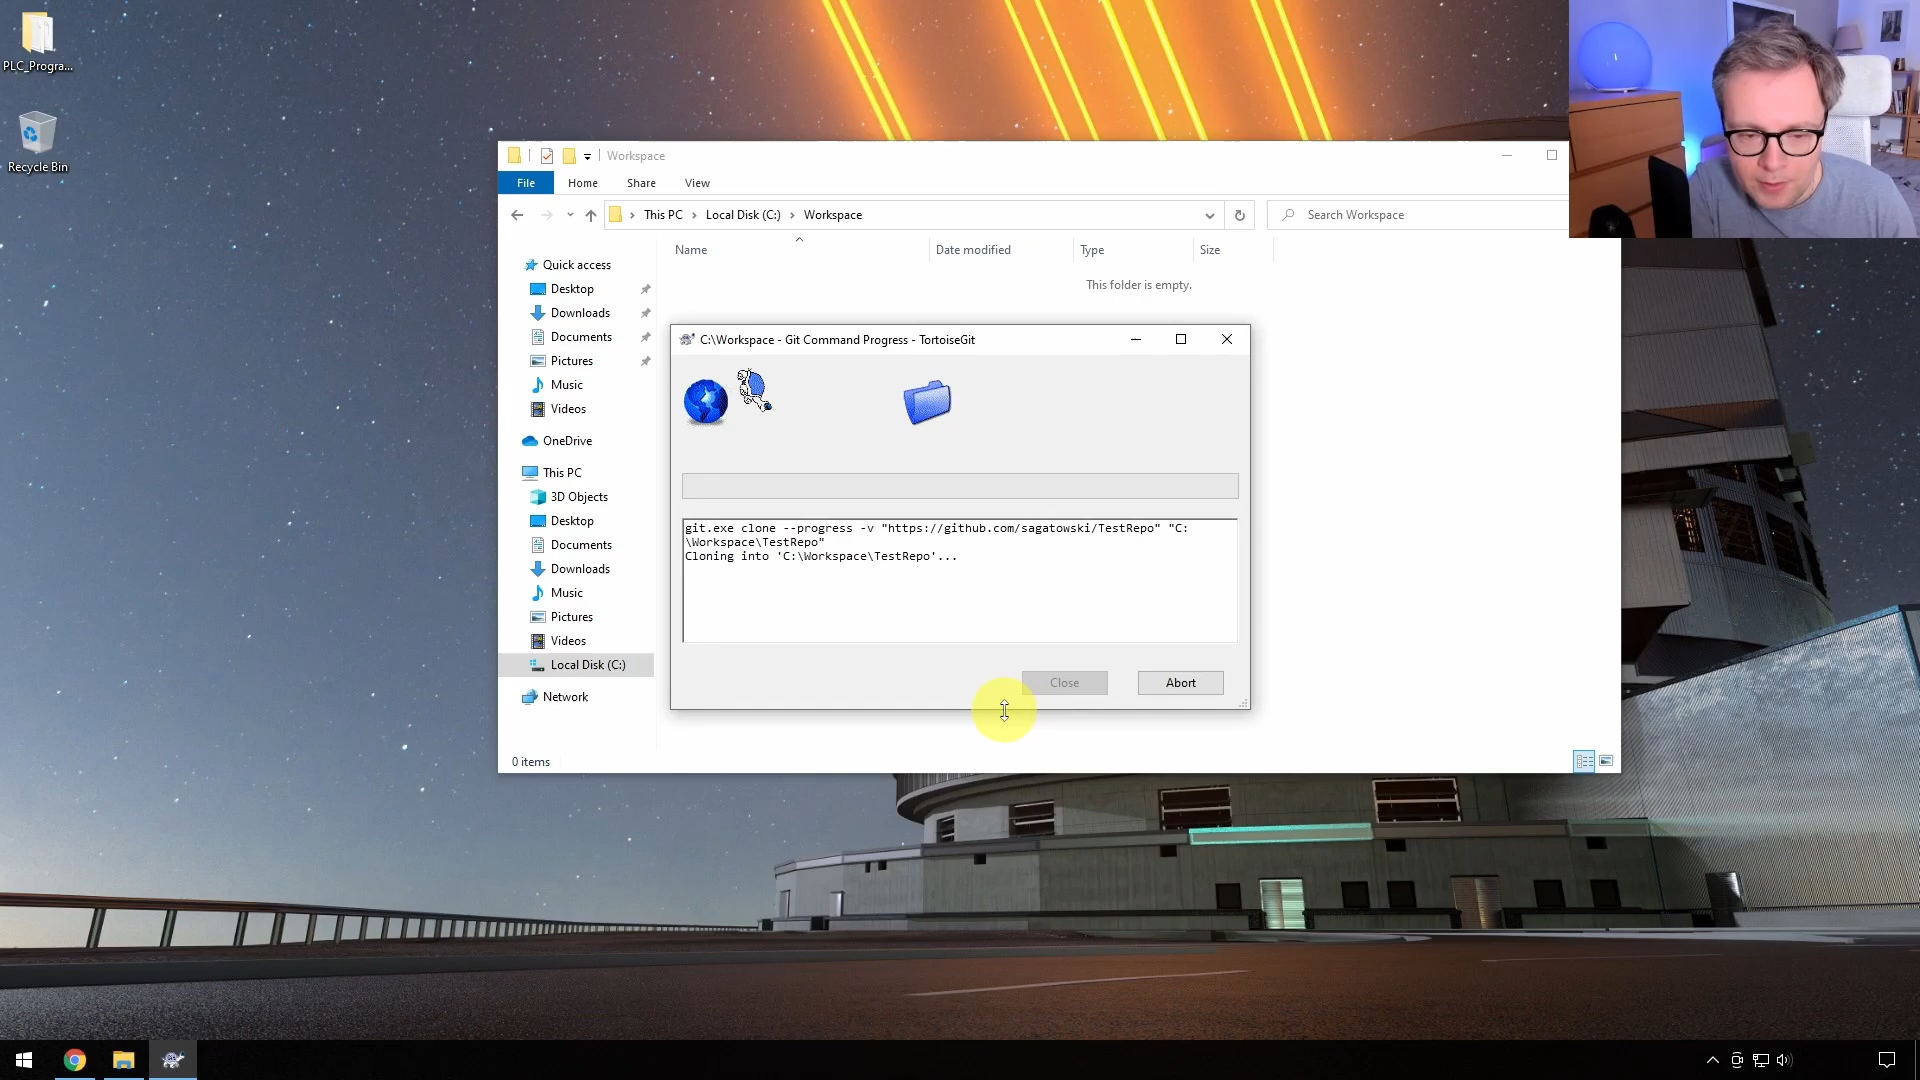 PLC_Progra...
Recycle Bin
Workspace
File
Home
Share
View
This PC
Local Disk (C:)
Workspace
Search Workspace
Name
Date modified
Type
Size
This folder is empty.
Quick access
Desktop
Downloads
Documents
Pictures
Music
Videos
OneDrive
This PC
3D Objects
Desktop
Documents
Downloads
Music
Pictures
Videos
Local Disk (C:)
Network
0 items
C:\Workspace - Git Command Progress - TortoiseGit
git.exe clone --progress -v "https://github.com/sagatowski/TestRepo" "C:
\Workspace\TestRepo"
Cloning into 'C:\Workspace\TestRepo'...
Close
Abort